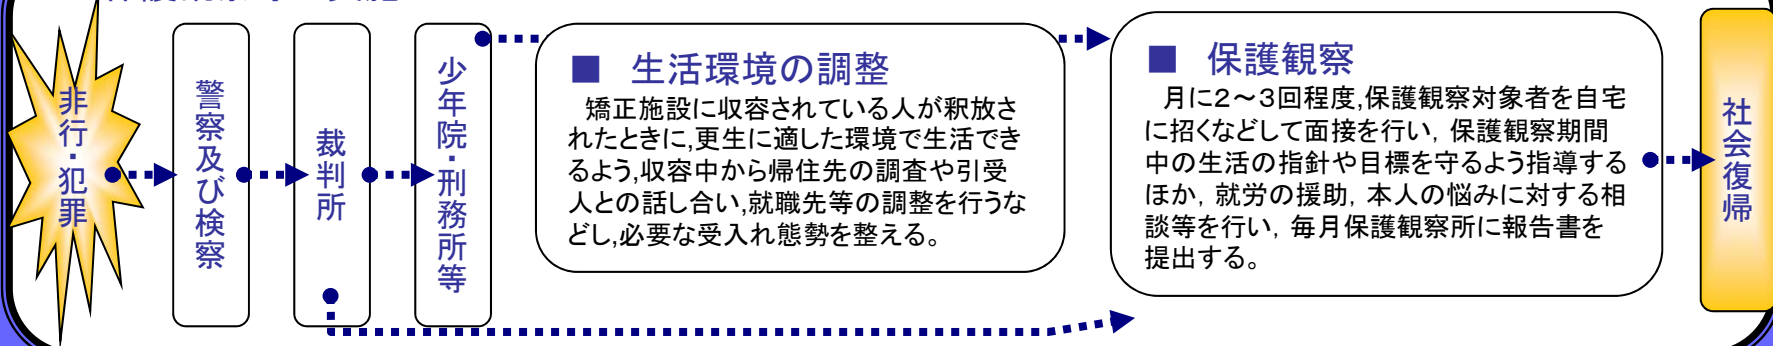 非行・犯罪
警察及び検察
裁判所
少年院・刑務所等
■ 生活環境の調整
矯正施設に収容されている人が釈放さ
れたときに,更生に適した環境で生活でき
るよう,収容中から帰住先の調査や引受
人との話し合い,就職先等の調整を行うな
どし,必要な受入れ態勢を整える。
■ 保護観察
月に2～3回程度,保護観察対象者を自宅
に招くなどして面接を行い, 保護観察期間
中の生活の指針や目標を守るよう指導する
ほか, 就労の援助, 本人の悩みに対する相
談等を行い, 毎月保護観察所に報告書を
提出する。
社会復帰